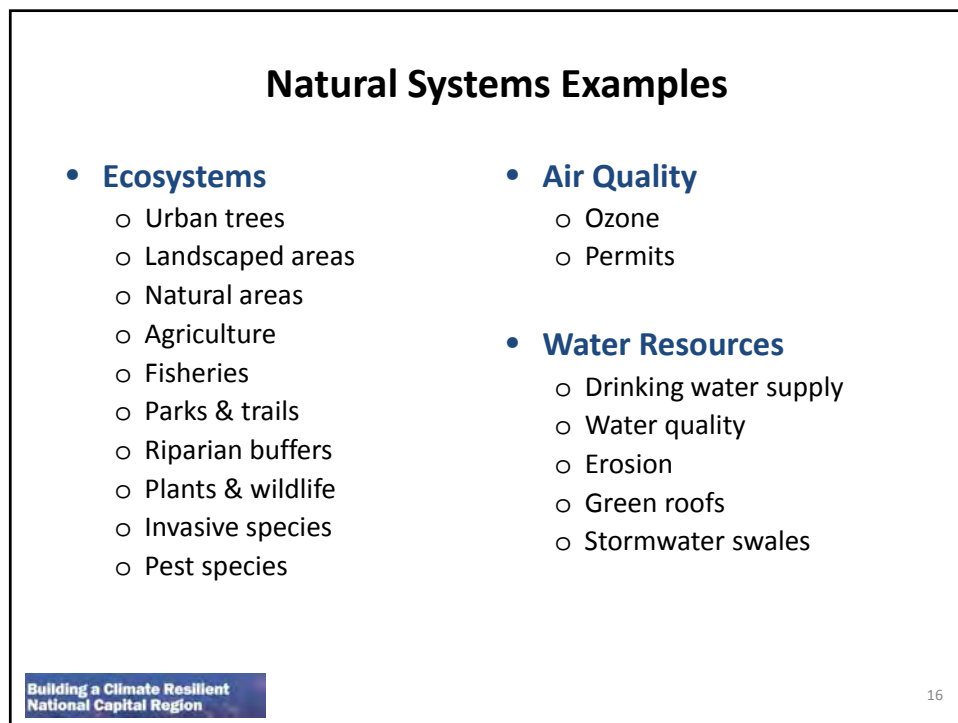 Natural Systems Examples
• Ecosystems
o Urban trees
o Landscaped areas
o Natural areas
o Agriculture
o Fisheries
o Parks & trails
o Riparian buffers
o Plants & wildlife
o Invasive species
o Pest species
• Air Quality
o Ozone
o Permits
• Water Resources
o Drinking water supply
o Water quality
o Erosion
o Green roofs
o Stormwater swales
Building a Climate Resilient
National Capital Region
16